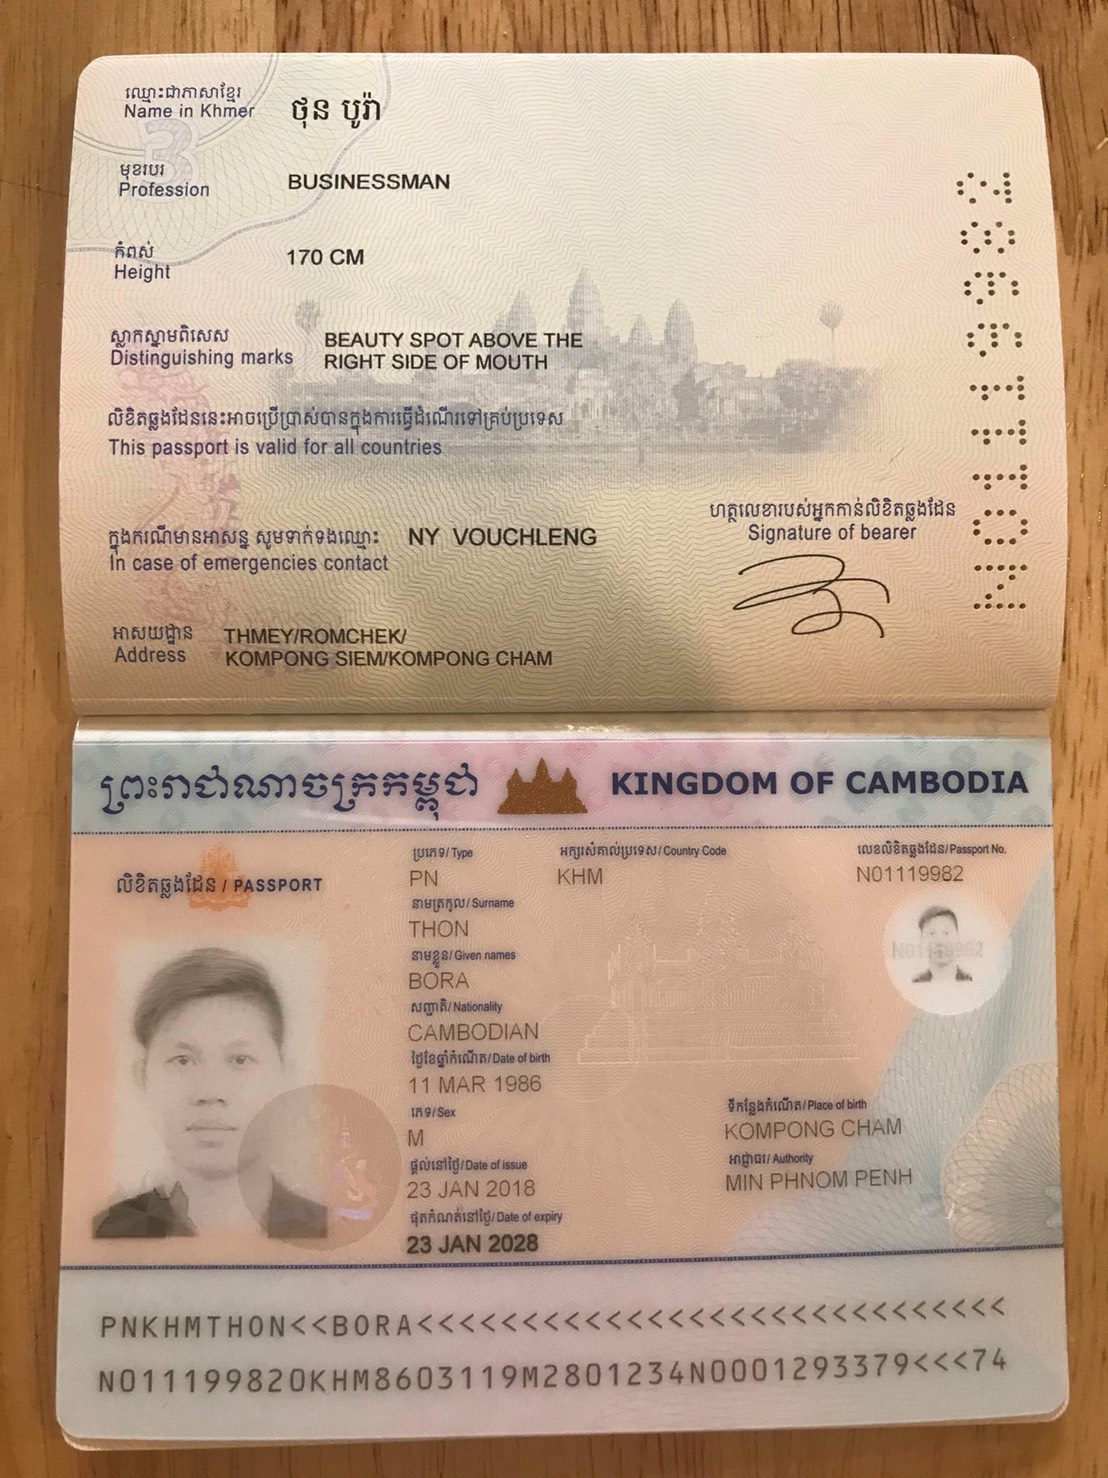 ឈ្មោះជាភាសាខ្មែរ
Name in Khmer
ថុន បូរ៉ា
មុខរបរ
Profession
BUSINESSMAN
កំពស់
Height
170 CM
ស្លាកស្នាមពិសេស
Distinguishing marks
BEAUTY SPOT ABOVE THE
RIGHT SIDE OF MOUTH
លិខិតឆ្លងដែននេះអាចប្រើប្រាស់បានក្នុងការធ្វើដំណើរទៅគ្រប់ប្រទេស
This passport is valid for all countries
ហត្ថលេខារបស់អ្នកកាន់លិខិតឆ្លងដែន
Signature of bearer
ក្នុងករណីមានអាសន្ន សូមទាក់ទងឈ្មោះ
In case of emergencies contact
NY VOUCHLENG
អាសយដ្ឋាន
Address
THMEY/ROMCHEK/
KOMPONG SIEM/KOMPONG CHAM
N01119982
ព្រះរាជាណាចក្រកម្ពុជា
KINGDOM OF CAMBODIA
លិខិតឆ្លងដែន / PASSPORT
ប្រភេទ/ Type
PN
អក្សរសំគាល់ប្រទេស/ Country Code
KHM
លេខលិខិតឆ្លងដែន/ Passport No.
N01119982
នាមត្រកូល/ Surname
THON
នាមខ្លួន/ Given names
BORA
សញ្ជាតិ/ Nationality
CAMBODIAN
ថ្ងៃខែឆ្នាំកំណើត/ Date of birth
11 MAR 1986
ភេទ/ Sex
M
ទីកន្លែងកំណើត/ Place of birth
KOMPONG CHAM
ផ្តល់នៅថ្ងៃ/ Date of issue
23 JAN 2018
អាជ្ញាធរ/ Authority
MIN PHNOM PENH
ផុតកំណត់នៅថ្ងៃ/ Date of expiry
23 JAN 2028
PNKHMTHON<<BORA<<<<<<<<<<<<<<<<<<<<<<<<<<<<<
N011199820KHM8603119M2801234N0001293379<<<74